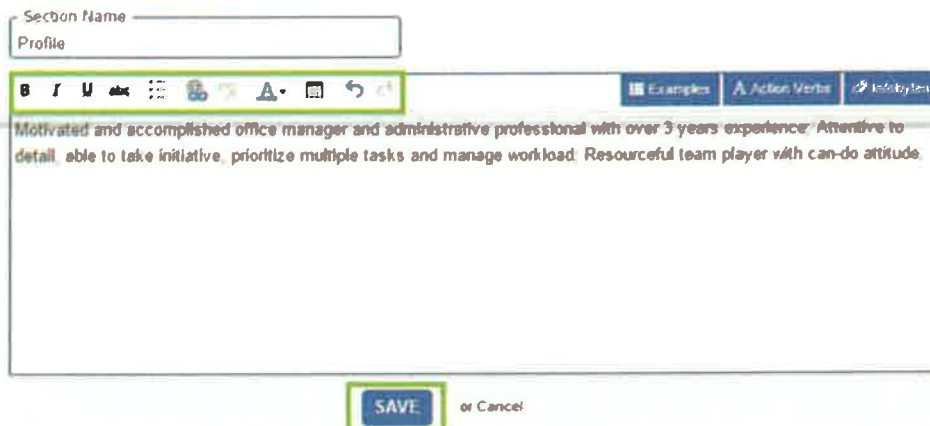 Section Name
Profile
B I U abc A
Examples A Action Verbs
Motivated and accomplished office manager and administrative professional with over 3 years experience. Attentive to
detail, able to take initiative, prioritize multiple tasks and manage workload. Resourceful team player with can-do attitude.
SAVE or Cancel